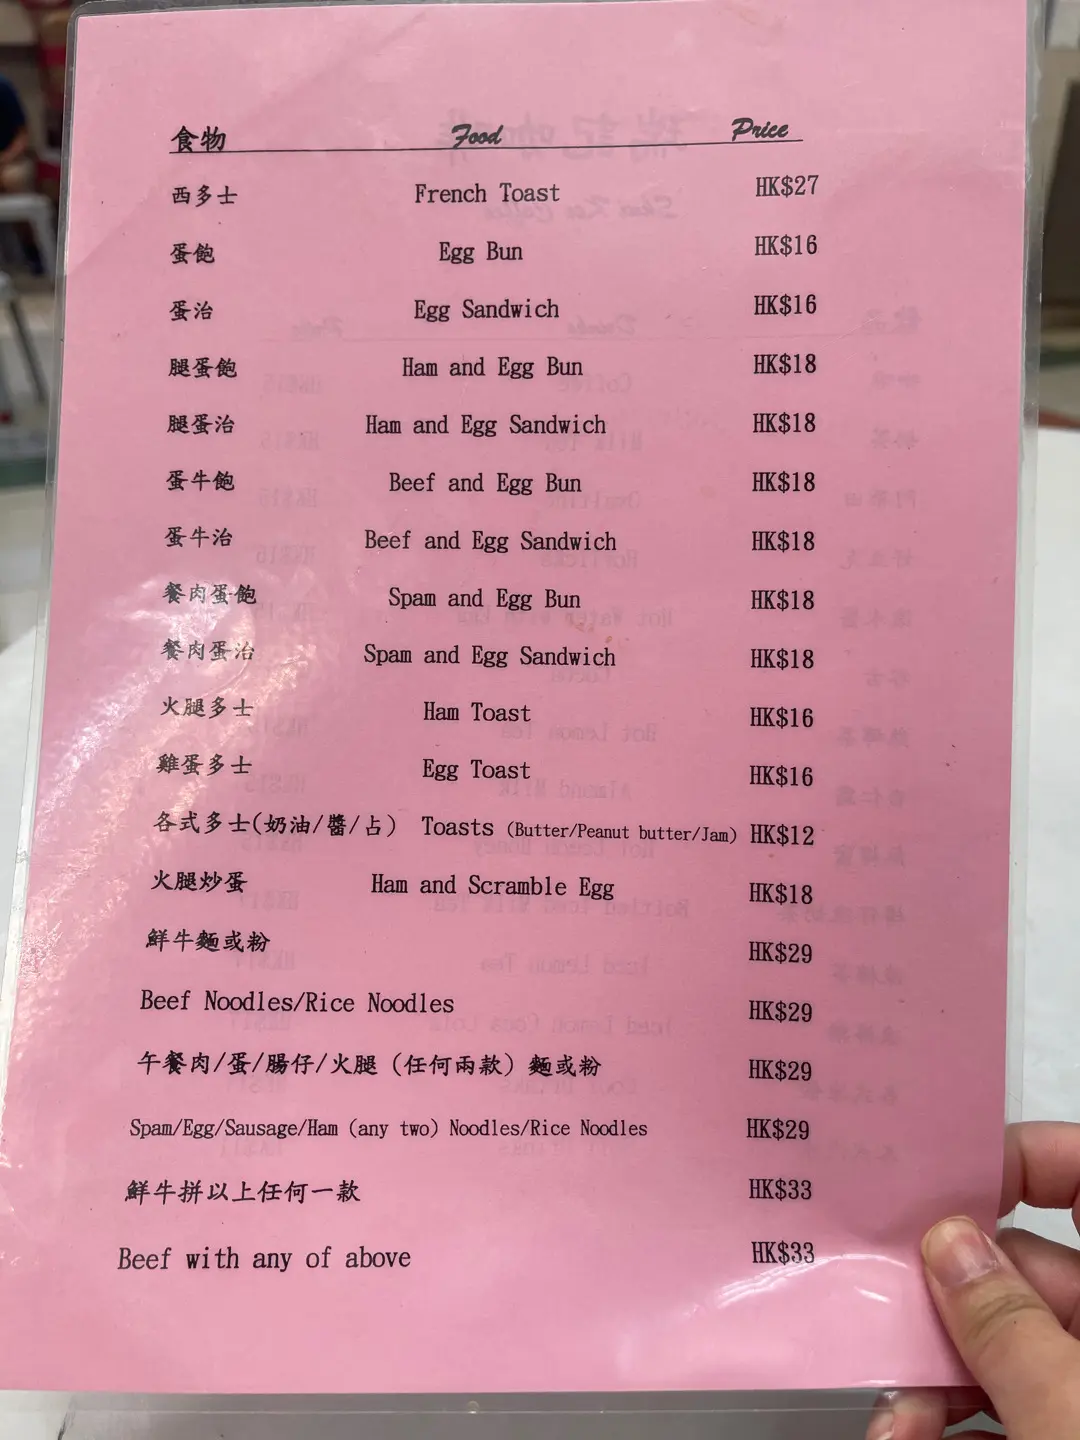 食物 Food Price
西多士 French Toast HK$27
蛋飽 Egg Bun HK$16
蛋治 Egg Sandwich HK$16
腿蛋飽 Ham and Egg Bun HK$18
腿蛋治 Ham and Egg Sandwich HK$18
蛋牛飽 Beef and Egg Bun HK$18
蛋牛治 Beef and Egg Sandwich HK$18
餐肉蛋飽 Spam and Egg Bun HK$18
餐肉蛋治 Spam and Egg Sandwich HK$18
火腿多士 Ham Toast HK$16
雞蛋多士 Egg Toast HK$16
各式多士(奶油/醬/占) Toasts (Butter/Peanut butter/Jam) HK$12
火腿炒蛋 Ham and Scramble Egg HK$18
鮮牛麵或粉 HK$29
Beef Noodles/Rice Noodles HK$29
午餐肉/蛋/腸仔/火腿 (任何兩款) 麵或粉 HK$29
Spam/Egg/Sausage/Ham (any two) Noodles/Rice Noodles HK$29
鮮牛拼以上任何一款 HK$33
Beef with any of above HK$33